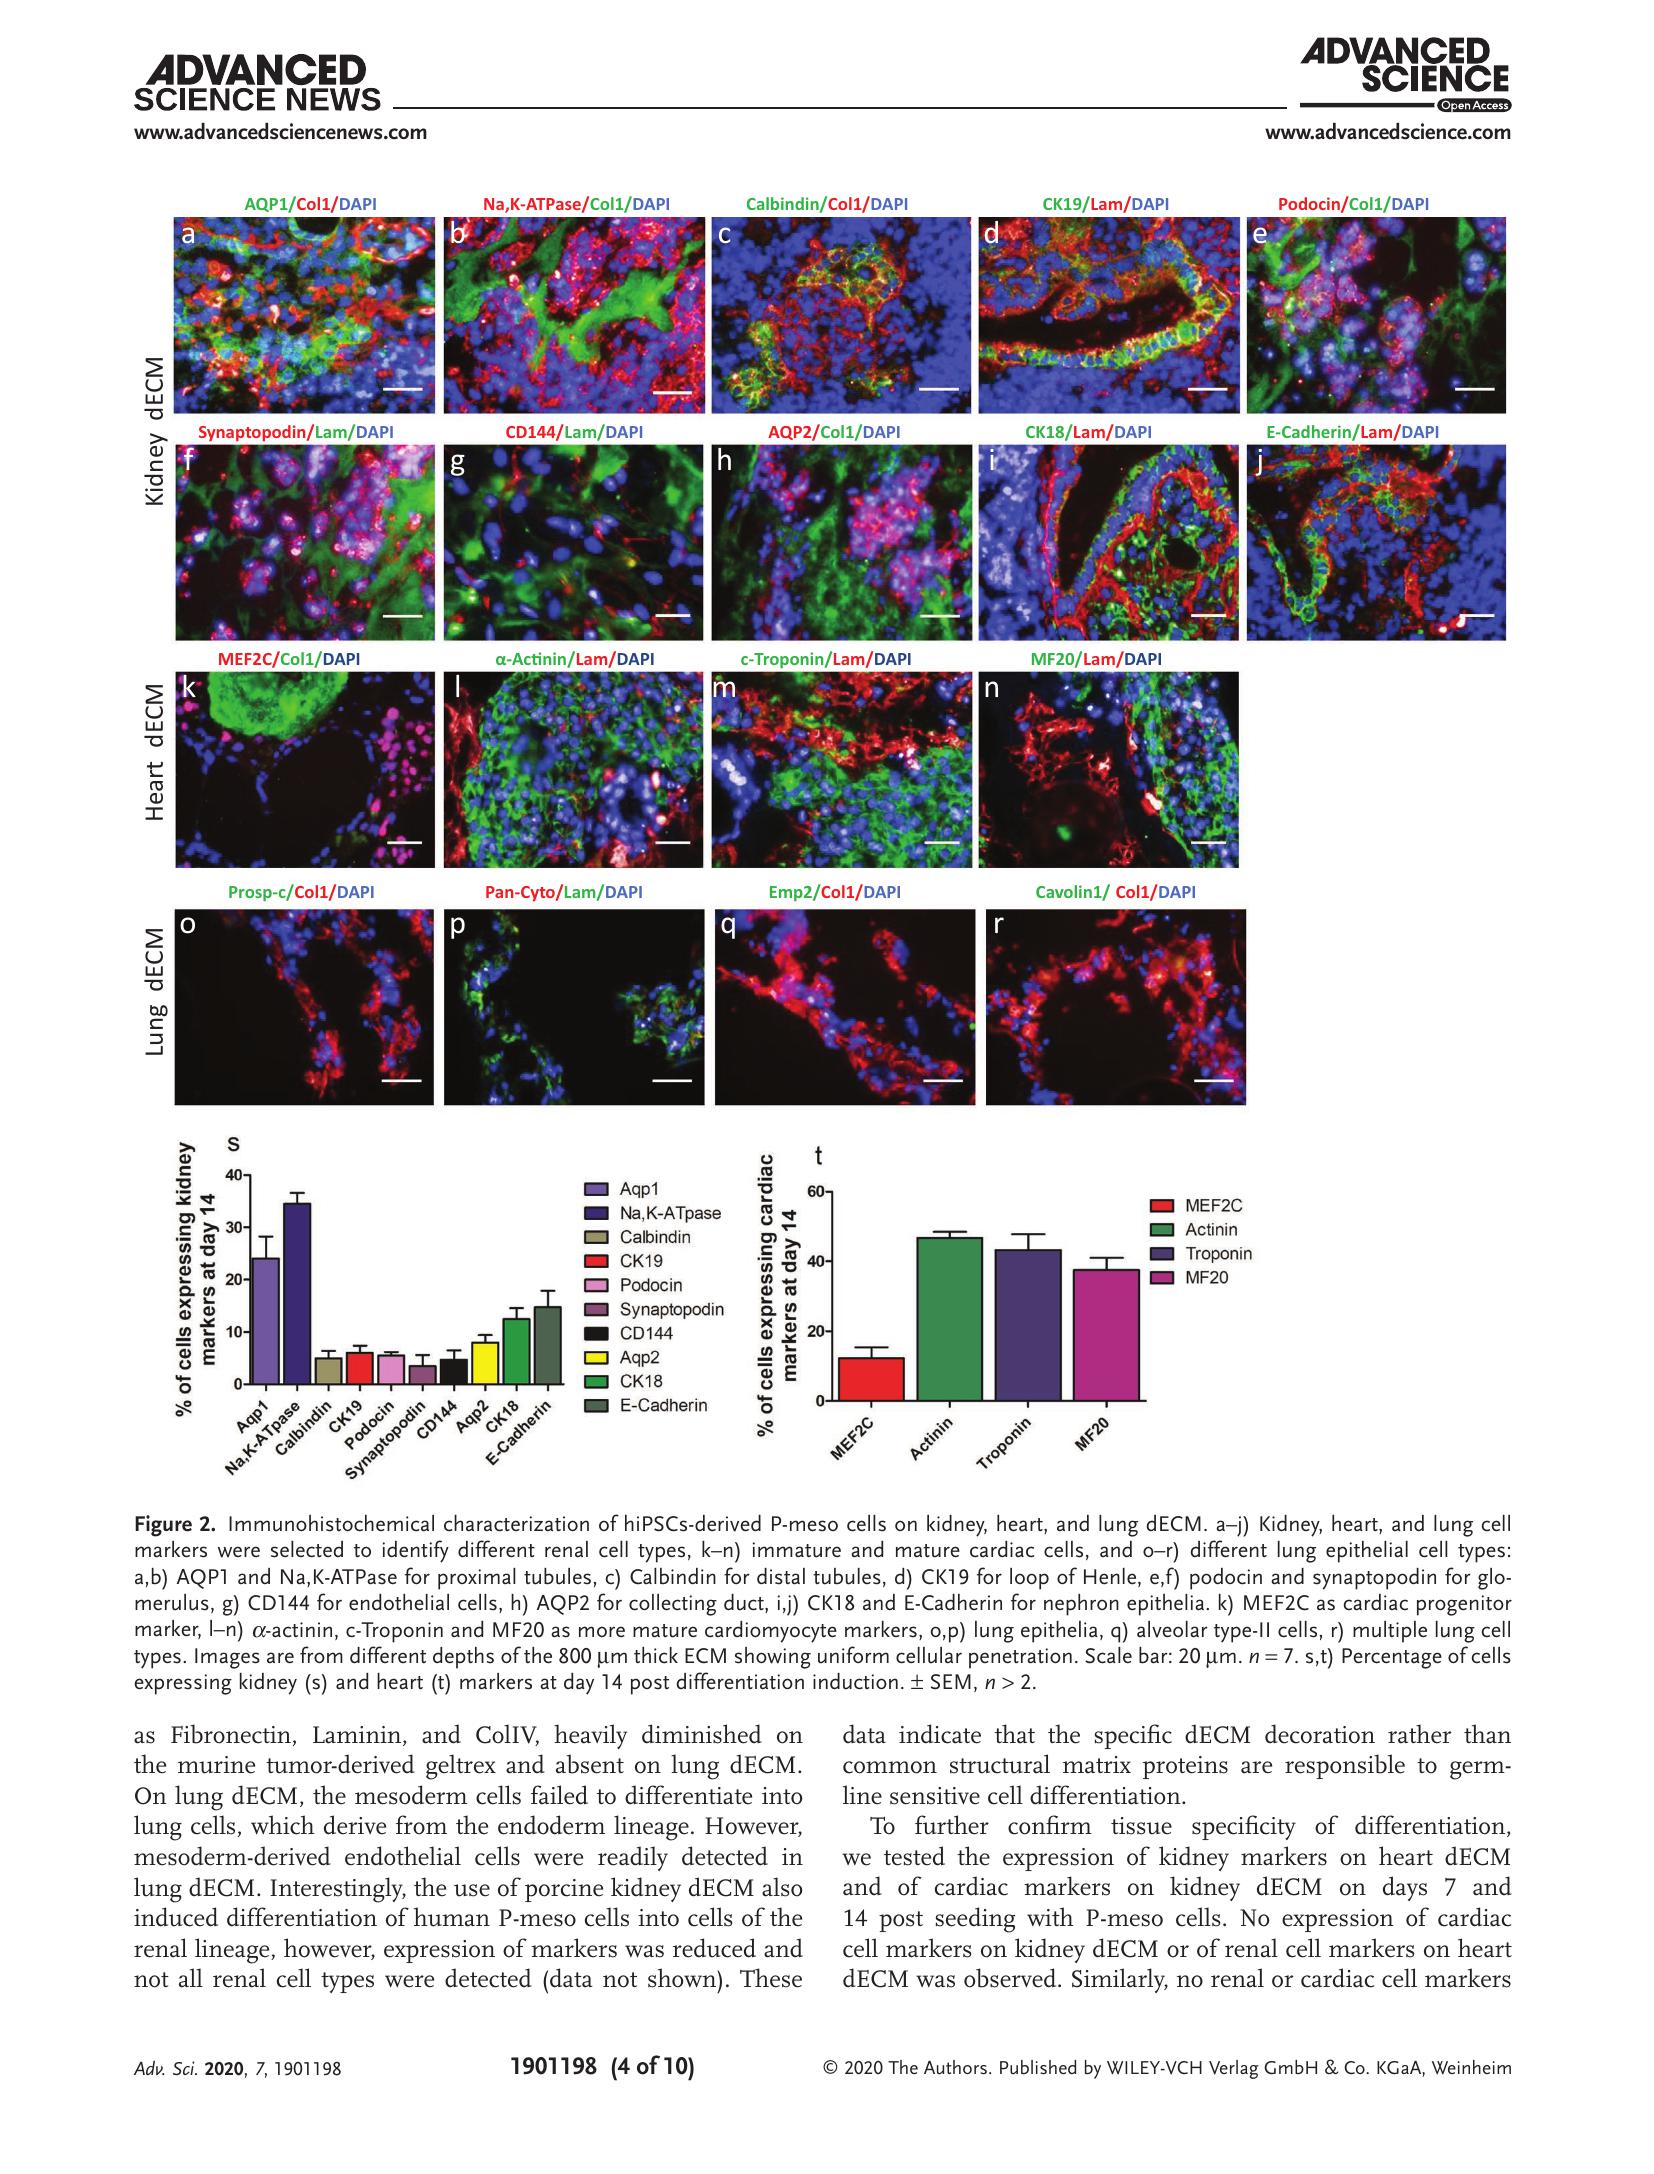 ADVANCED
SCIENCE NEWS
www.advancedsciencenews.com
ADVANCED
SCIENCE
Open Access
www.advancedscience.com
AQP1/Col1/DAPI
Na,K-ATPase/Col1/DAPI
Calbindin/Col1/DAPI
CK19/Lam/DAPI
Podocin/Col1/DAPI
a
b
c
d
e
Kidney dECM
Synaptopodin/Lam/DAPI
CD144/Lam/DAPI
AQP2/Col1/DAPI
CK18/Lam/DAPI
E-Cadherin/Lam/DAPI
f
g
h
i
j
MEF2C/Col1/DAPI
α-Actinin/Lam/DAPI
c-Troponin/Lam/DAPI
MF20/Lam/DAPI
k
l
m
n
Heart dECM
Prosp-c/Col1/DAPI
Pan-Cyto/Lam/DAPI
Emp2/Col1/DAPI
Cavolin1/ Col1/DAPI
o
p
q
r
Lung dECM
s
% of cells expressing kidney
markers at day 14
40
30
20
10
0
Aqp1
Na,K-ATPase
Calbindin
CK19
Podocin
Synaptopodin
CD144
Aqp2
CK18
E-Cadherin
Aqp1
Na,K-ATpase
Calbindin
CK19
Podocin
Synaptopodin
CD144
Aqp2
CK18
E-Cadherin
t
% of cells expressing cardiac
markers at day 14
60
40
20
0
MEF2C
Actinin
Troponin
MF20
MEF2C
Actinin
Troponin
MF20
Figure 2. Immunohistochemical characterization of hiPSCs-derived P-meso cells on kidney, heart, and lung dECM. a–j) Kidney, heart, and lung cell
markers were selected to identify different renal cell types, k–n) immature and mature cardiac cells, and o–r) different lung epithelial cell types:
a,b) AQP1 and Na,K-ATPase for proximal tubules, c) Calbindin for distal tubules, d) CK19 for loop of Henle, e,f) podocin and synaptopodin for glo-
merulus, g) CD144 for endothelial cells, h) AQP2 for collecting duct, i,j) CK18 and E-Cadherin for nephron epithelia. k) MEF2C as cardiac progenitor
marker, l–n) α-actinin, c-Troponin and MF20 as more mature cardiomyocyte markers, o,p) lung epithelia, q) alveolar type-II cells, r) multiple lung cell
types. Images are from different depths of the 800 µm thick ECM showing uniform cellular penetration. Scale bar: 20 µm. n = 7. s,t) Percentage of cells
expressing kidney (s) and heart (t) markers at day 14 post differentiation induction. ± SEM, n > 2.
as Fibronectin, Laminin, and ColIV, heavily diminished on
the murine tumor-derived geltrex and absent on lung dECM.
On lung dECM, the mesoderm cells failed to differentiate into
lung cells, which derive from the endoderm lineage. However,
mesoderm-derived endothelial cells were readily detected in
lung dECM. Interestingly, the use of porcine kidney dECM also
induced differentiation of human P-meso cells into cells of the
renal lineage, however, expression of markers was reduced and
not all renal cell types were detected (data not shown). These
data indicate that the specific dECM decoration rather than
common structural matrix proteins are responsible to germ-
line sensitive cell differentiation.
To further confirm tissue specificity of differentiation,
we tested the expression of kidney markers on heart dECM
and of cardiac markers on kidney dECM on days 7 and
14 post seeding with P-meso cells. No expression of cardiac
cell markers on kidney dECM or of renal cell markers on heart
dECM was observed. Similarly, no renal or cardiac cell markers
Adv. Sci. 2020, 7, 1901198
1901198 (4 of 10)
© 2020 The Authors. Published by WILEY-VCH Verlag GmbH & Co. KGaA, Weinheim